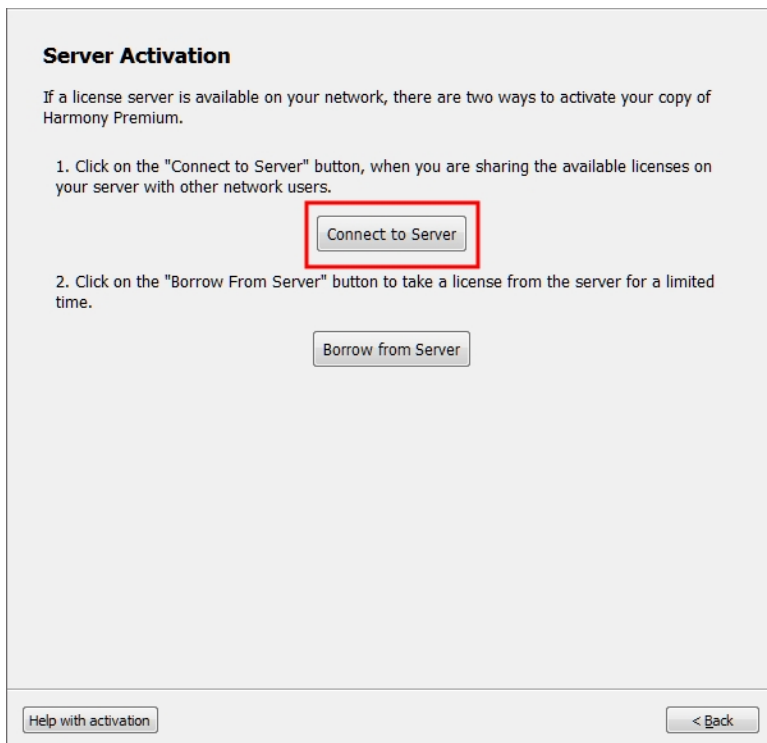 Server Activation
If a license server is available on your network, there are two ways to activate your copy of
Harmony Premium.
1. Click on the "Connect to Server" button, when you are sharing the available licenses on
your server with other network users.
Connect to Server
2. Click on the "Borrow From Server" button to take a license from the server for a limited
time.
Borrow from Server
Help with activation
< Back